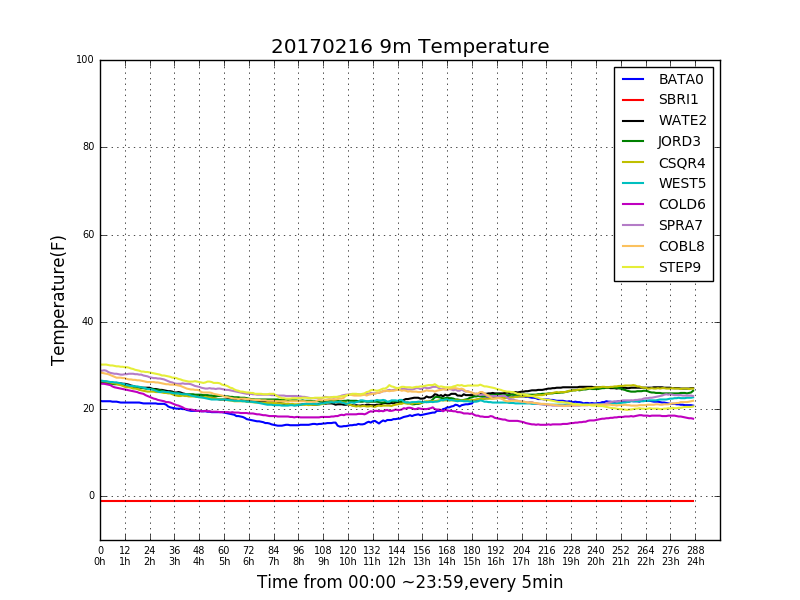 20170216 9m Temperature
100
80
60
40
20
0
Temperature(F)
BATA0
SBRI1
WATE2
JORD3
CSQR4
WEST5
COLD6
SPRA7
COBL8
STEP9
0 12 24 36 48 60 72 84 96 108 120 132 144 156 168 180 192 204 216 228 240 252 264 276 288
0h 1h 2h 3h 4h 5h 6h 7h 8h 9h 10h 11h 12h 13h 14h 15h 16h 17h 18h 19h 20h 21h 22h 23h 24h
Time from 00:00 ~23:59,every 5min